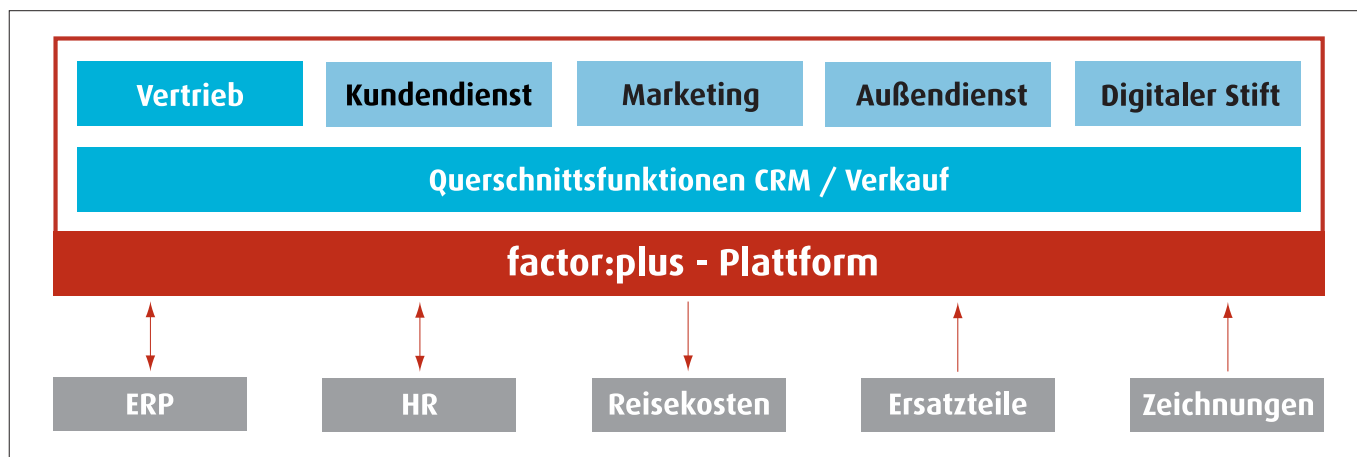 Vertrieb
Kundendienst
Marketing
Außendienst
Digitaler Stift
Querschnittsfunktionen CRM / Verkauf
factor:plus - Plattform
ERP
HR
Reisekosten
Ersatzteile
Zeichnungen